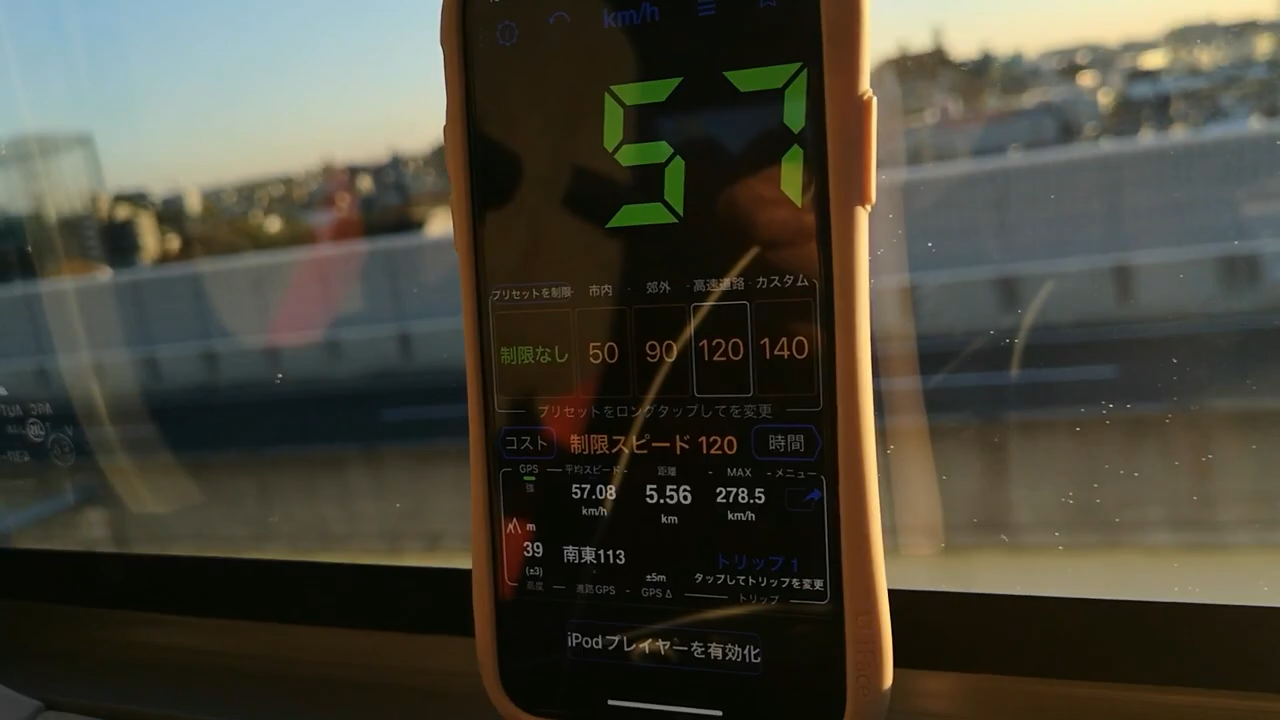 km/h
57
プリセットを制限 市内 郊外 高速道路 カスタム
制限なし 50 90 120 140
プリセットをロングタップしてを変更
コスト 制限スピード 120 時間
GPS 平均スピード 距離 MAX メニュー
強 57.08 5.56 278.5
km/h km km/h
m
39 南東113 トリップ 1
(±3) ±5m タップしてトリップを変更
高度 道路GPS GPS Δ トリップ
iPodプレイヤーを有効化
iFace